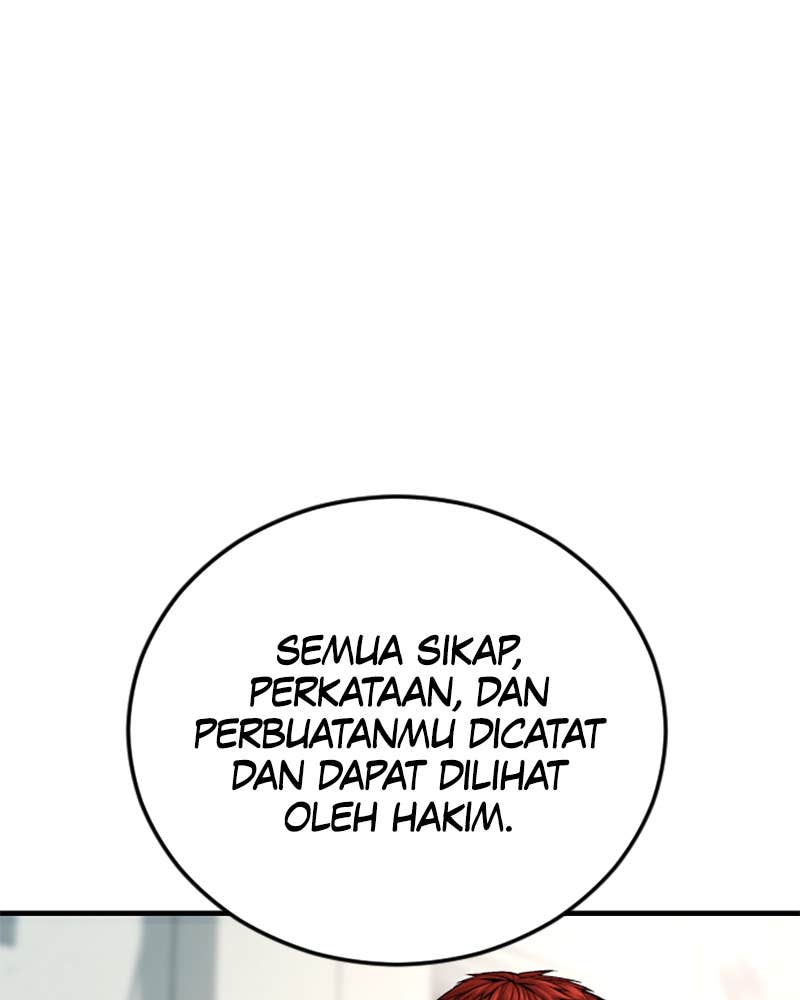 SEMUA SIKAP,
PERKATAAN, DAN
PERBUATANMU DICATAT
DAN DAPAT DILIHAT
OLEH HAKIM.